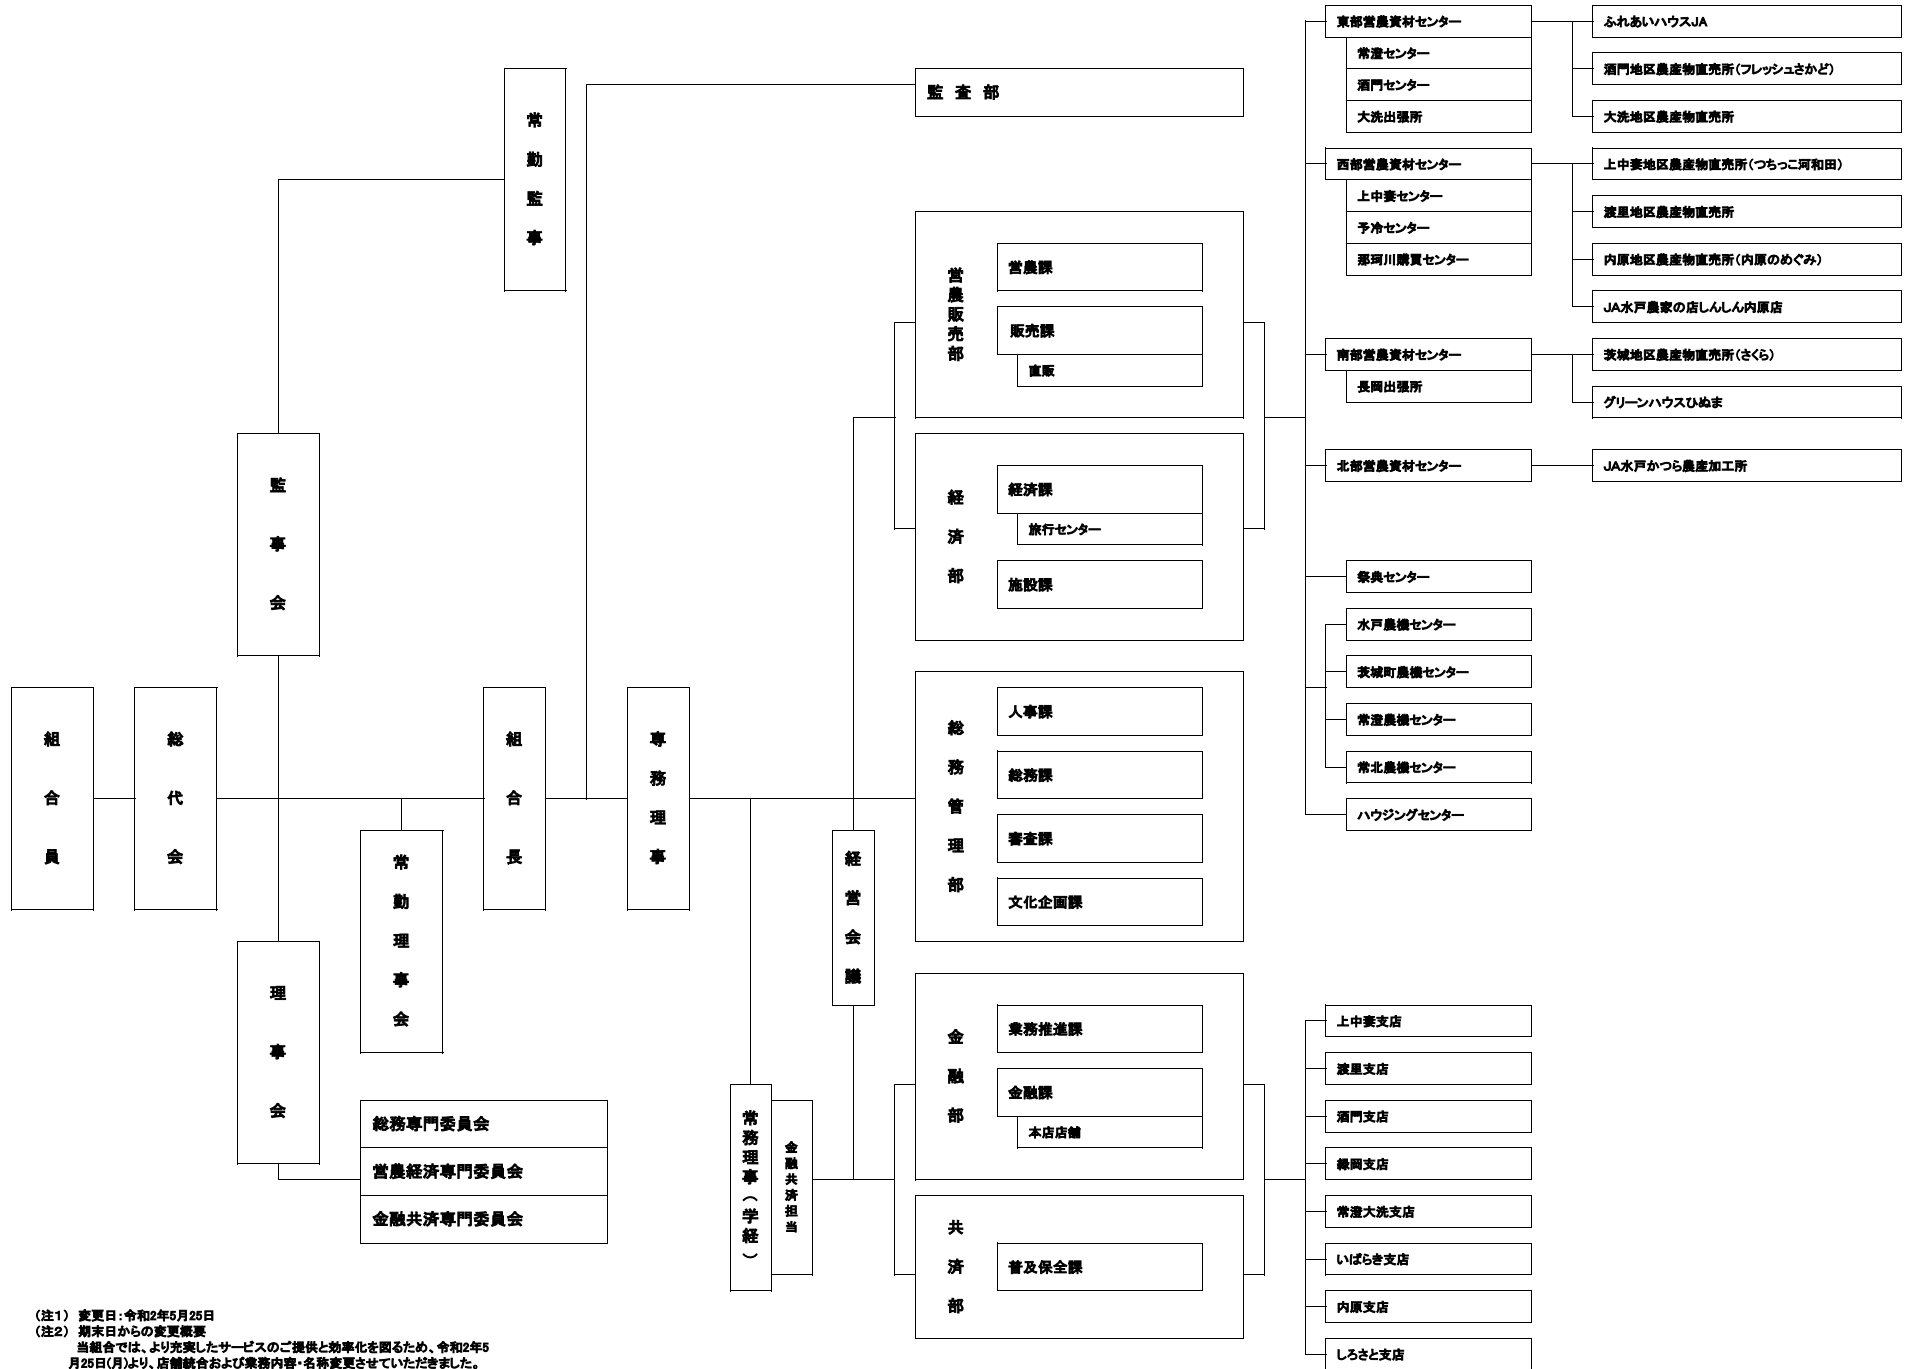 組合員
総代会
監事会
理事会
常勤監事
常勤理事会
総務専門委員会
営農経済専門委員会
金融共済専門委員会
組合長
専務理事
常務理事（学経）
金融共済担当
経営会議
監 査 部
営農販売部
営農課
販売課
直販
経済部
経済課
旅行センター
施設課
総務管理部
人事課
総務課
審査課
文化企画課
金融部
業務推進課
金融課
本店店舗
共済部
普及保全課
東部営農資材センター
常澄センター
酒門センター
大洗出張所
ふれあいハウスJA
酒門地区農産物直売所（フレッシュさかど）
大洗地区農産物直売所
西部営農資材センター
上中妻センター
予冷センター
那珂川購買センター
上中妻地区農産物直売所（つちっこ河和田）
渡里地区農産物直売所
内原地区農産物直売所（内原のめぐみ）
JA水戸農家の店しんしん内原店
南部営農資材センター
長岡出張所
茨城地区農産物直売所（さくら）
グリーンハウスひぬま
北部営農資材センター
JA水戸かつら農産加工所
祭典センター
水戸農機センター
茨城町農機センター
常澄農機センター
常北農機センター
ハウジングセンター
上中妻支店
渡里支店
酒門支店
緑岡支店
常澄大洗支店
いばらき支店
内原支店
しろさと支店
（注1） 変更日：令和2年5月25日
（注2） 期末日からの変更概要
当組合では、より充実したサービスのご提供と効率化を図るため、令和2年5
月25日(月)より、店舗統合および業務内容・名称変更させていただきました。